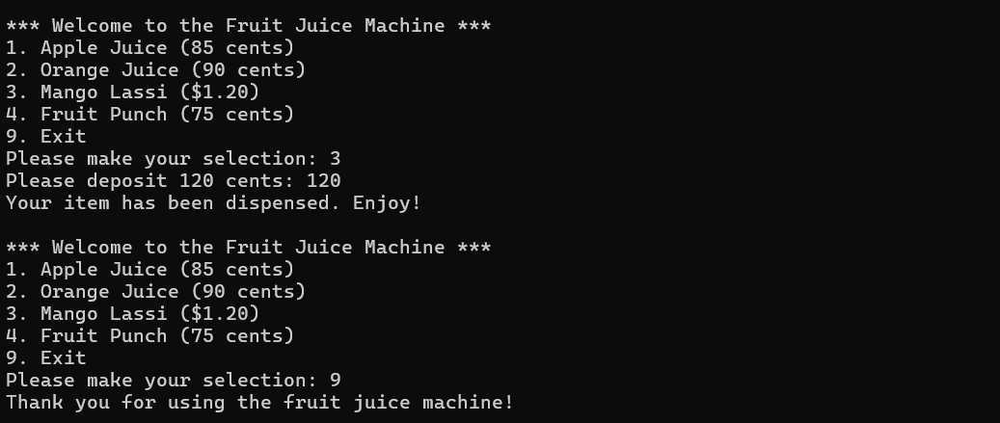 *** Welcome to the Fruit Juice Machine ***
1. Apple Juice (85 cents)
2. Orange Juice (90 cents)
3. Mango Lassi ($1.20)
4. Fruit Punch (75 cents)
9. Exit
Please make your selection: 3
Please deposit 120 cents: 120
Your item has been dispensed. Enjoy!

*** Welcome to the Fruit Juice Machine ***
1. Apple Juice (85 cents)
2. Orange Juice (90 cents)
3. Mango Lassi ($1.20)
4. Fruit Punch (75 cents)
9. Exit
Please make your selection: 9
Thank you for using the fruit juice machine!